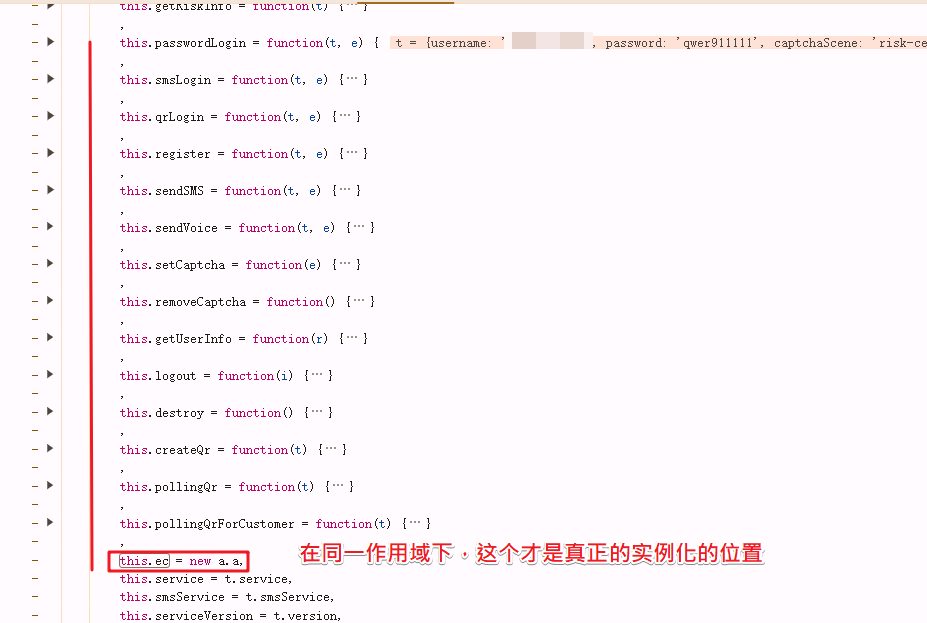 this.getRiskInfo = function(t) {…}
,
this.passwordLogin = function(t, e) { t = {username: ' , password: 'qwer911111', captchaScene: 'risk-ce
,
this.smsLogin = function(t, e) {…}
,
this.qrLogin = function(t, e) {…}
,
this.register = function(t, e) {…}
,
this.sendSMS = function(t, e) {…}
,
this.sendVoice = function(t, e) {…}
,
this.setCaptcha = function(e) {…}
,
this.removeCaptcha = function() {…}
,
this.getUserInfo = function(r) {…}
,
this.logout = function(i) {…}
,
this.destroy = function() {…}
,
this.createQr = function(t) {…}
,
this.pollingQr = function(t) {…}
,
this.pollingQrForCustomer = function(t) {…}
,
this.ec = new a.a, 在同一作用域下，这个才是真正的实例化的位置
this.service = t.service,
this.smsService = t.smsService,
this.serviceVersion = t.version,